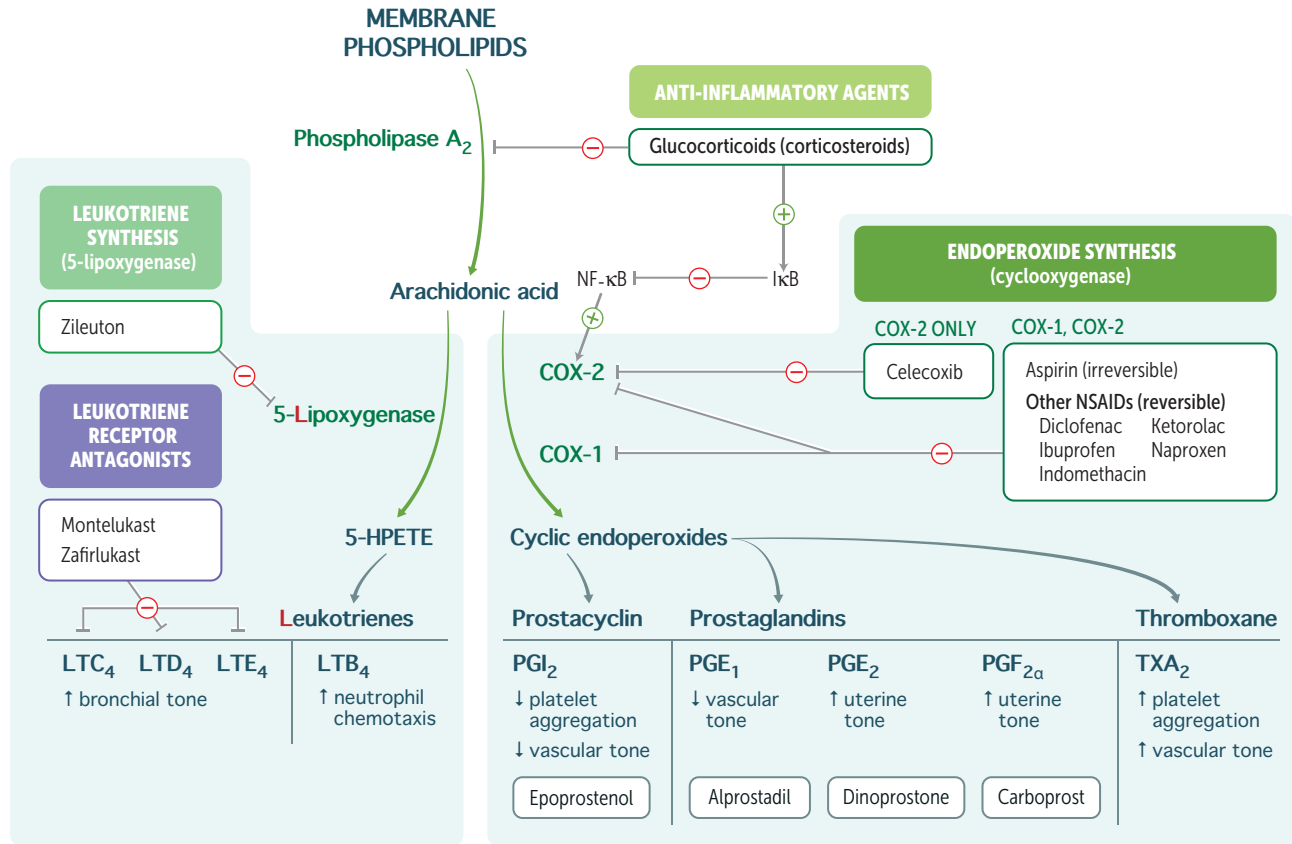 MEMBRANE
PHOSPHOLIPIDS
ANTI-INFLAMMATORY AGENTS
Phospholipase A₂
Glucocorticoids (corticosteroids)
LEUKOTRIENE
SYNTHESIS
(5-lipoxygenase)
Zileuton
ENDOPEROXIDE SYNTHESIS
(cyclooxygenase)
Arachidonic acid
NF-κB
IκB
COX-2 ONLY
Celecoxib
COX-1, COX-2
Aspirin (irreversible)
Other NSAIDs (reversible)
Diclofenac Ketorolac
Ibuprofen Naproxen
Indomethacin
COX-2
COX-1
5-Lipoxygenase
LEUKOTRIENE
RECEPTOR
ANTAGONISTS
Montelukast
Zafirlukast
5-HPETE
Cyclic endoperoxides
Leukotrienes
Prostacyclin
Prostaglandins
Thromboxane
LTC₄ LTD₄ LTE₄
↑ bronchial tone
LTB₄
↑ neutrophil
chemotaxis
PGI₂
↓ platelet
aggregation
↓ vascular tone
Epoprostenol
PGE₁
↓ vascular
tone
Alprostadil
PGE₂
↑ uterine
tone
Dinoprostone
PGF₂α
↑ uterine
tone
Carboprost
TXA₂
↑ platelet
aggregation
↑ vascular tone